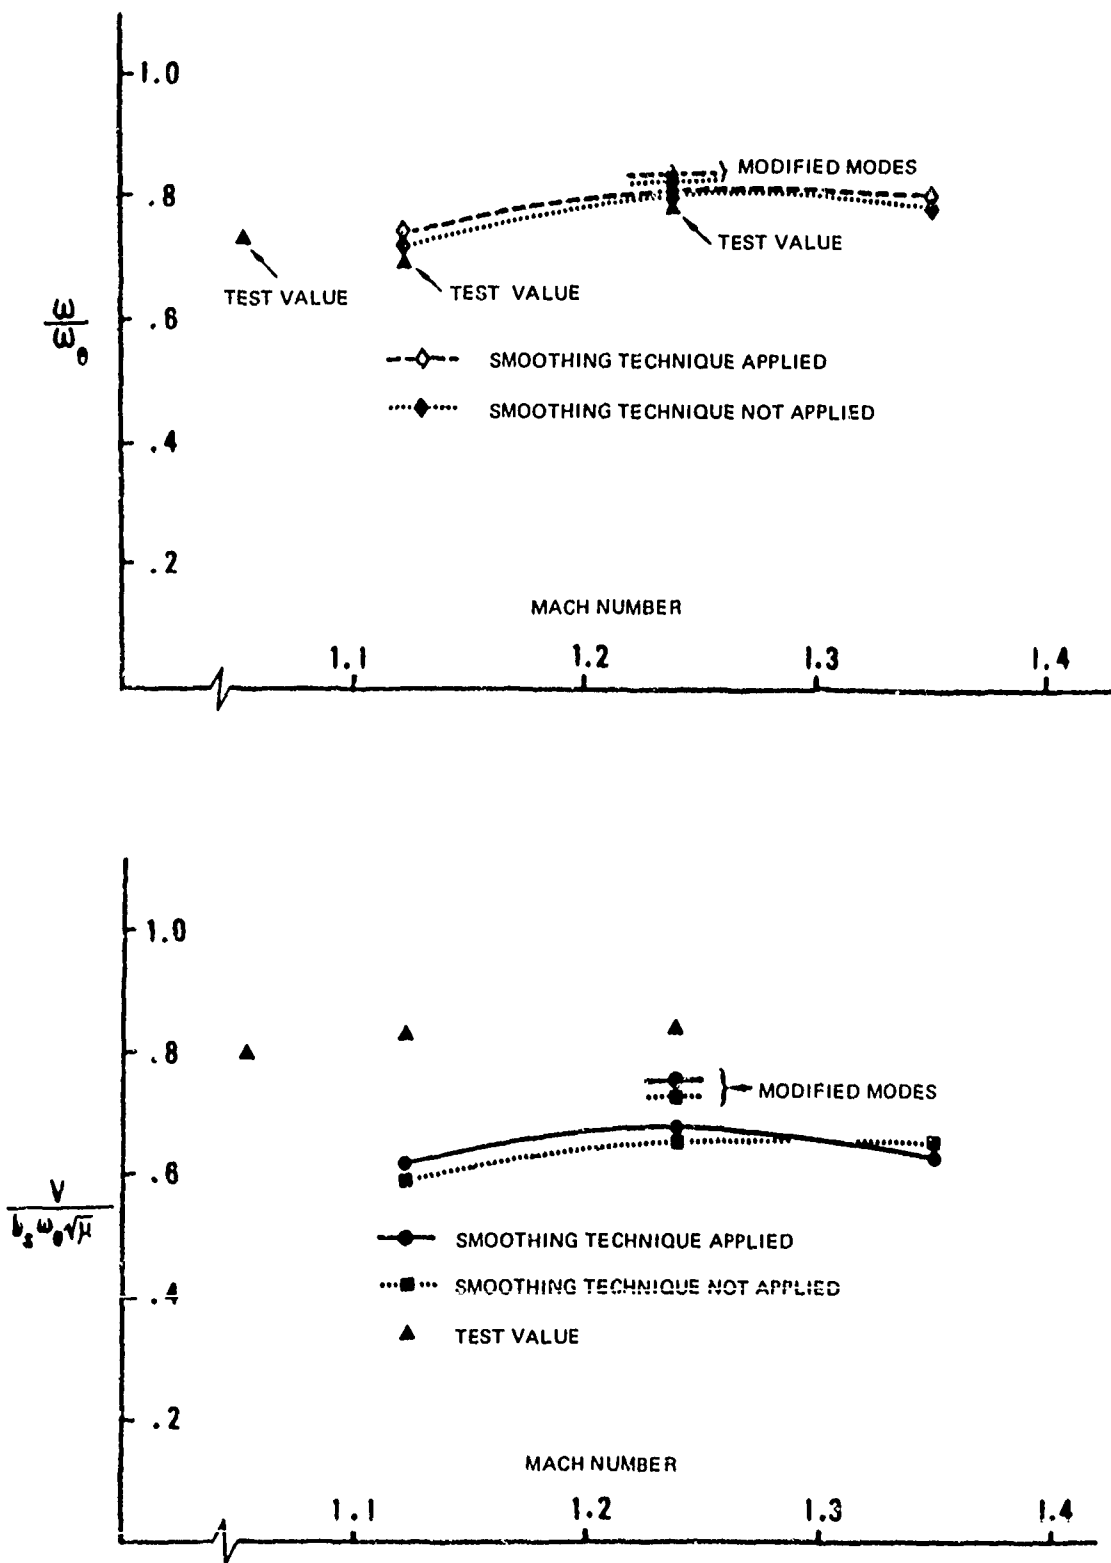 1.0
MODIFIED MODES
.8
TEST VALUE
TEST VALUE
TEST VALUE
ω/ω_θ
.6
SMOOTHING TECHNIQUE APPLIED
SMOOTHING TECHNIQUE NOT APPLIED
.4
.2
MACH NUMBER
1.1 1.2 1.3 1.4
1.0
.8
MODIFIED MODES
.6
V/b_s ω_θ √μ
SMOOTHING TECHNIQUE APPLIED
SMOOTHING TECHNIQUE NOT APPLIED
.4
TEST VALUE
.2
MACH NUMBER
1.1 1.2 1.3 1.4